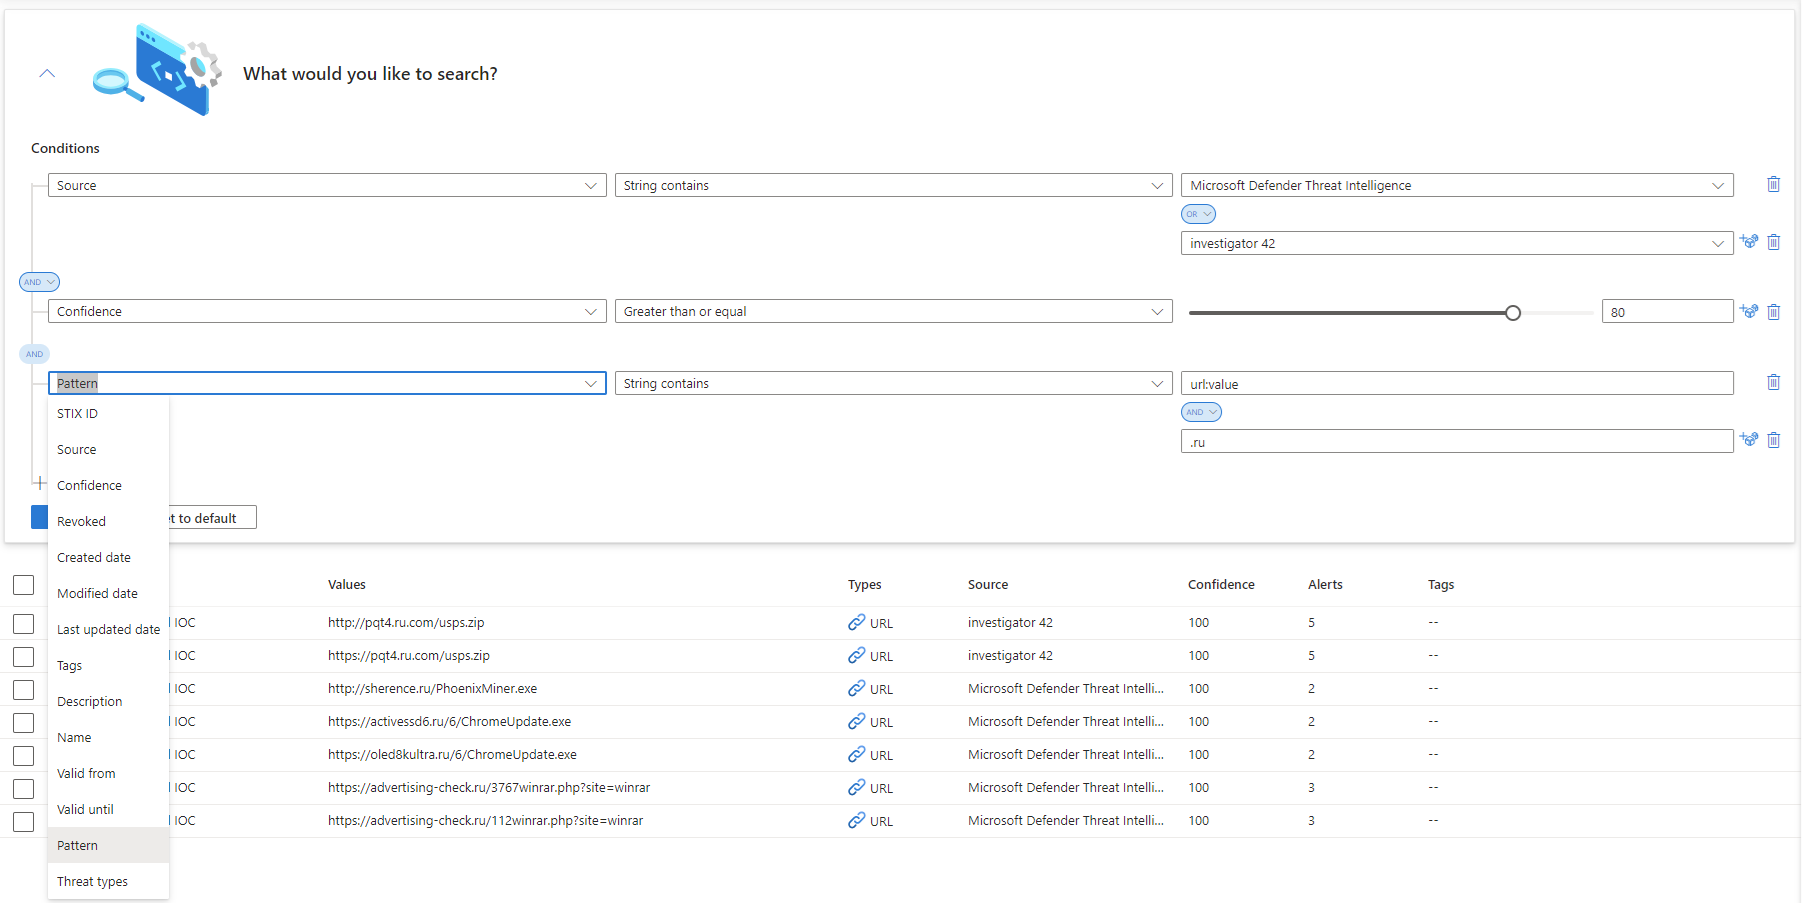 What would you like to search?
Conditions
Source String contains Microsoft Defender Threat Intelligence
OR
investigator 42
AND
Confidence Greater than or equal 80
AND
Pattern String contains url:value
AND
.ru
STIX ID
Source
Confidence
Revoked
to default
Created date
Modified date
Last updated date
Tags
Description
Name
Valid from
Valid until
Pattern
Threat types
Values Types Source Confidence Alerts Tags
IOC http://pqt4.ru.com/usps.zip URL investigator 42 100 5 --
IOC https://pqt4.ru.com/usps.zip URL investigator 42 100 5 --
IOC http://sherence.ru/PhoenixMiner.exe URL Microsoft Defender Threat Intelli... 100 2 --
IOC https://activessd6.ru/6/ChromeUpdate.exe URL Microsoft Defender Threat Intelli... 100 2 --
IOC https://oled8kultra.ru/6/ChromeUpdate.exe URL Microsoft Defender Threat Intelli... 100 2 --
IOC https://advertising-check.ru/3767winrar.php?site=winrar URL Microsoft Defender Threat Intelli... 100 3 --
IOC https://advertising-check.ru/112winrar.php?site=winrar URL Microsoft Defender Threat Intelli... 100 3 --